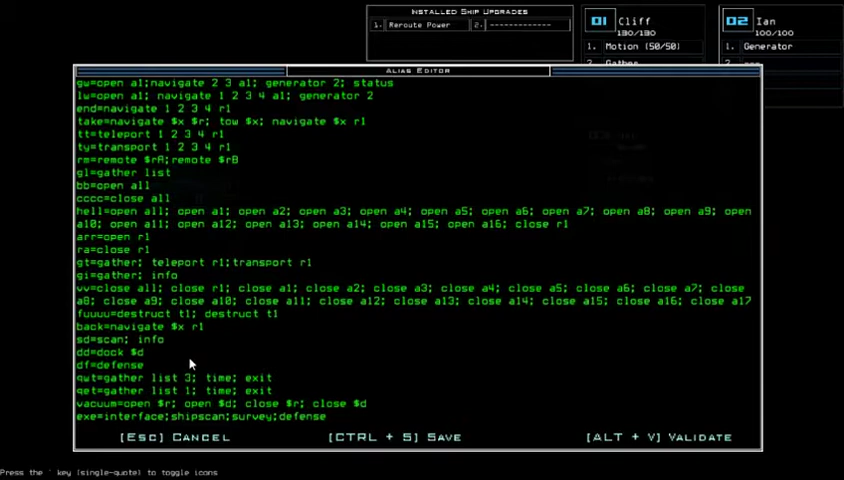 Installed Ship Upgrades
1. Reroute Power 2. -------------
01 Cliff
130/130
1. Motion (50/50)
2. Gather
02 Ian
100/100
1. Generator
Alias Editor
gw=open a1;navigate 2 3 a1; generator 2; status
lw=open a1; navigate 1 2 3 4 a1; generator 2
end=navigate 1 2 3 4 r1
take=navigate $x $r; tow $x; navigate $x r1
tt=teleport 1 2 3 4 r1
ty=transport 1 2 3 4 r1
rm=remote $rA;remote $rB
gl=gather list
bb=open all
cccc=close all
hell=open all; open a1; open a2; open a3; open a4; open a5; open a6; open a7; open a8; open a9; open
a10; open a11; open a12; open a13; open a14; open a15; open a16; close r1
arr=open r1
ra=close r1
gt=gather; teleport r1;transport r1
gi=gather; info
vv=close all; close r1; close a1; close a2; close a3; close a4; close a5; close a6; close a7; close
a8; close a9; close a10; close a11; close a12; close a13; close a14; close a15; close a16; close a17
fuuuu=destruct t1; destruct t1
back=navigate $x r1
sd=scan; info
dd=dock $d
df=defense
qwt=gather list 3; time; exit
qet=gather list 1; time; exit
vacuum=open $r; open $d; close $r; close $d
exe=interface;shipscan;survey;defense
[Esc] Cancel [CTRL + S] Save [ALT + V] Validate
Press the ` key (single-quote) to toggle icons